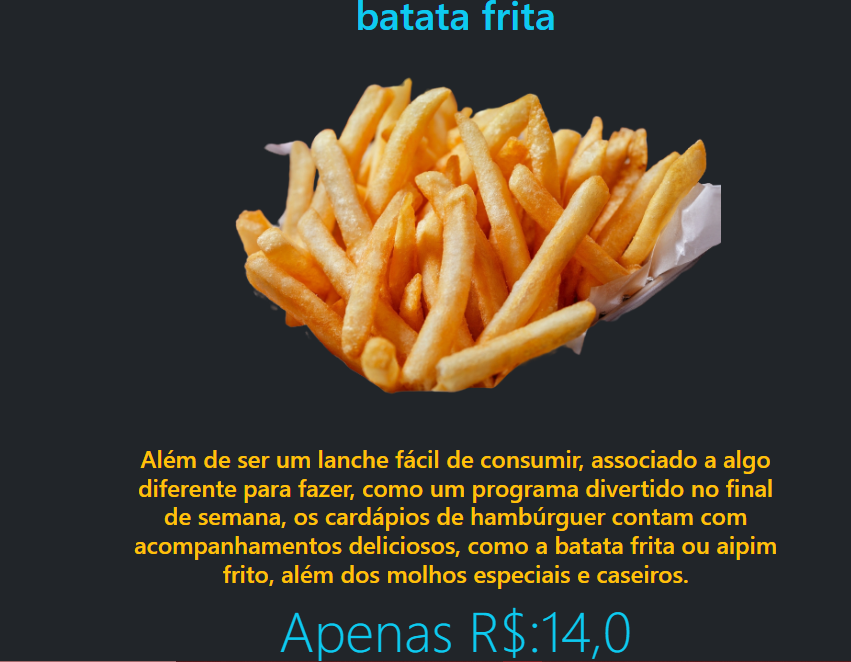 batata frita
Além de ser um lanche fácil de consumir, associado a algo
diferente para fazer, como um programa divertido no final
de semana, os cardápios de hambúrguer contam com
acompanhamentos deliciosos, como a batata frita ou aipim
frito, além dos molhos especiais e caseiros.
Apenas R$:14,0